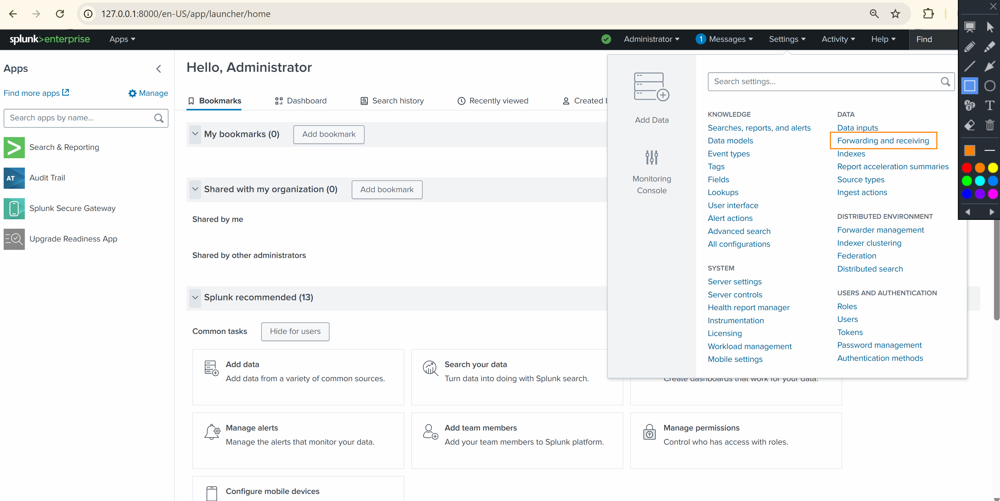 127.0.0.1:8000/en-US/app/launcher/home
splunk>enterprise
Apps
Administrator
1 Messages
Settings
Activity
Help
Find
Apps
Find more apps
Manage
Search apps by name...
Search & Reporting
AT
Audit Trail
Splunk Secure Gateway
Upgrade Readiness App
Hello, Administrator
Bookmarks
Dashboard
Search history
Recently viewed
Created
My bookmarks (0)
Add bookmark
Shared with my organization (0)
Add bookmark
Shared by me
Shared by other administrators
Splunk recommended (13)
Common tasks
Hide for users
Add data
Add data from a variety of common sources.
Search your data
Turn data into doing with Splunk search.
Create dashboards that work for your data.
Manage alerts
Manage the alerts that monitor your data.
Add team members
Add your team members to Splunk platform.
Manage permissions
Control who has access with roles.
Configure mobile devices
Add Data
Monitoring
Console
Search settings...
KNOWLEDGE
Searches, reports, and alerts
Data models
Event types
Tags
Fields
Lookups
User interface
Alert actions
Advanced search
All configurations
SYSTEM
Server settings
Server controls
Health report manager
Instrumentation
Licensing
Workload management
Mobile settings
DATA
Data inputs
Forwarding and receiving
Indexes
Report acceleration summaries
Source types
Ingest actions
DISTRIBUTED ENVIRONMENT
Forwarder management
Indexer clustering
Federation
Distributed search
USERS AND AUTHENTICATION
Roles
Users
Tokens
Password management
Authentication methods
T